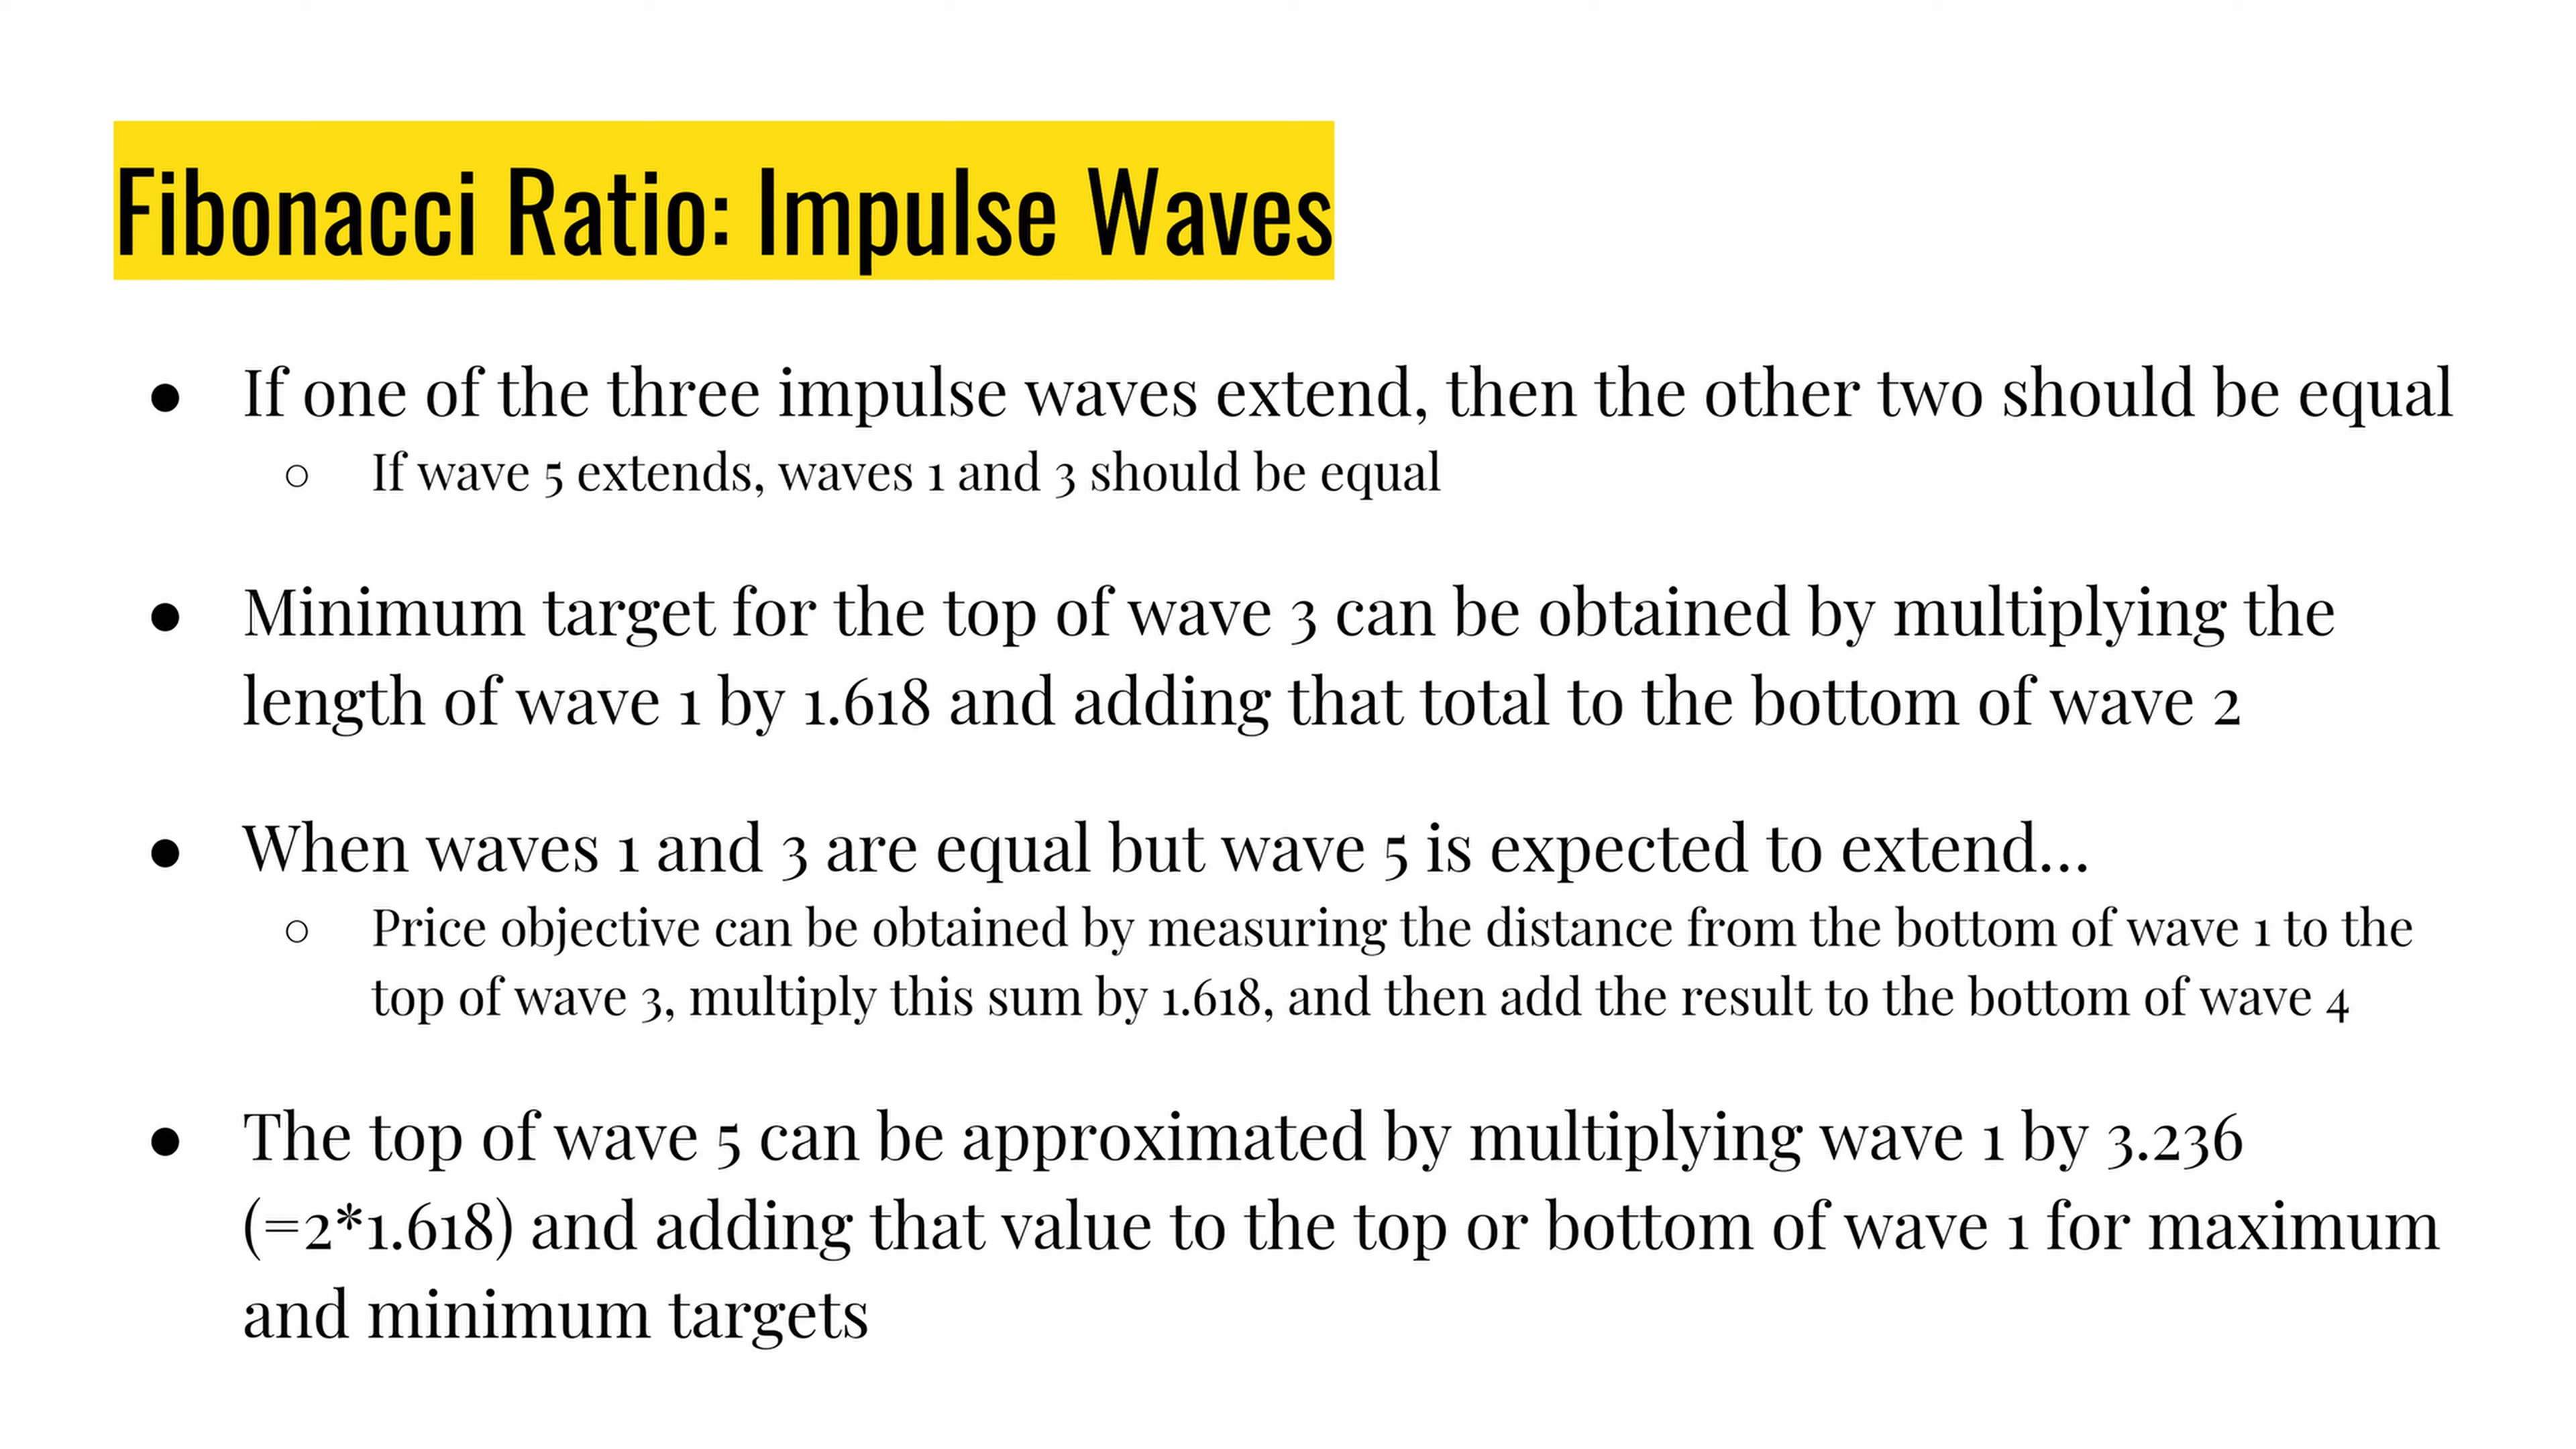 Fibonacci Ratio: Impulse Waves
● If one of the three impulse waves extend, then the other two should be equal
○ If wave 5 extends, waves 1 and 3 should be equal
● Minimum target for the top of wave 3 can be obtained by multiplying the
length of wave 1 by 1.618 and adding that total to the bottom of wave 2
● When waves 1 and 3 are equal but wave 5 is expected to extend...
○ Price objective can be obtained by measuring the distance from the bottom of wave 1 to the
top of wave 3, multiply this sum by 1.618, and then add the result to the bottom of wave 4
● The top of wave 5 can be approximated by multiplying wave 1 by 3.236
(=2*1.618) and adding that value to the top or bottom of wave 1 for maximum
and minimum targets